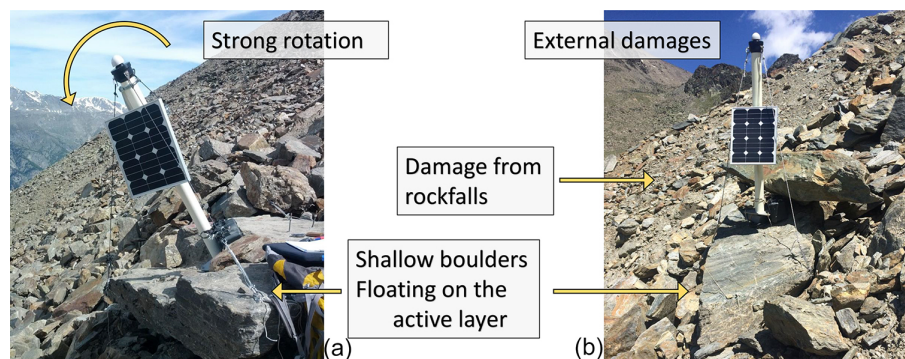 Strong rotation
External damages
Damage from
rockfalls
Shallow boulders
Floating on the
active layer
(a)
(b)